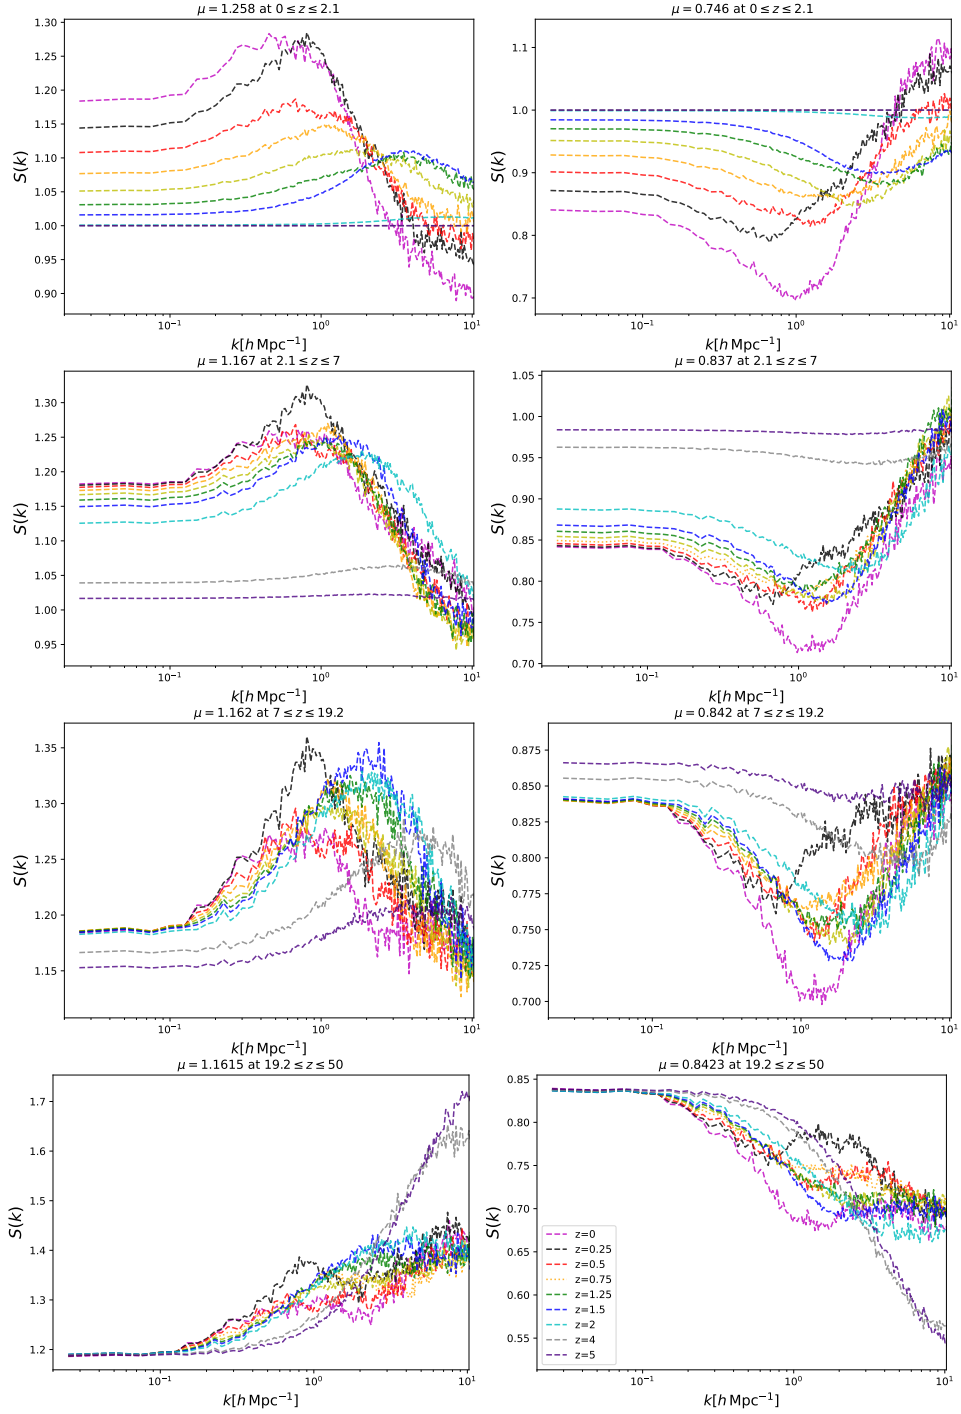 μ = 1.258 at 0 ≤ z ≤ 2.1
1.30
1.25
1.20
1.15
1.10
1.05
1.00
0.95
0.90
S(k)
10⁻¹ 10⁰ 10¹
k[h Mpc⁻¹]
μ = 0.746 at 0 ≤ z ≤ 2.1
1.1
1.0
0.9
0.8
0.7
S(k)
10⁻¹ 10⁰ 10¹
k[h Mpc⁻¹]
μ = 1.167 at 2.1 ≤ z ≤ 7
1.30
1.25
1.20
1.15
1.10
1.05
1.00
0.95
S(k)
10⁻¹ 10⁰ 10¹
k[h Mpc⁻¹]
μ = 0.837 at 2.1 ≤ z ≤ 7
1.05
1.00
0.95
0.90
0.85
0.80
0.75
0.70
S(k)
10⁻¹ 10⁰ 10¹
k[h Mpc⁻¹]
μ = 1.162 at 7 ≤ z ≤ 19.2
1.35
1.30
1.25
1.20
1.15
S(k)
10⁻¹ 10⁰ 10¹
k[h Mpc⁻¹]
μ = 0.842 at 7 ≤ z ≤ 19.2
0.875
0.850
0.825
0.800
0.775
0.750
0.725
0.700
S(k)
10⁻¹ 10⁰ 10¹
k[h Mpc⁻¹]
μ = 1.1615 at 19.2 ≤ z ≤ 50
1.7
1.6
1.5
1.4
1.3
1.2
S(k)
10⁻¹ 10⁰ 10¹
k[h Mpc⁻¹]
μ = 0.8423 at 19.2 ≤ z ≤ 50
0.85
0.80
0.75
0.70
0.65
0.60
0.55
S(k)
z=0
z=0.25
z=0.5
z=0.75
z=1.25
z=1.5
z=2
z=4
z=5
10⁻¹ 10⁰ 10¹
k[h Mpc⁻¹]